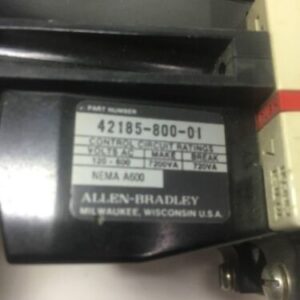 PART NUMBER
42185-800-01
CONTROL CIRCUIT RATINGS
VOLTS AC MAKE BREAK
120-600 7200VA 720VA
NEMA A600
ALLEN-BRADLEY
MILWAUKEE, WISCONSIN U.S.A.